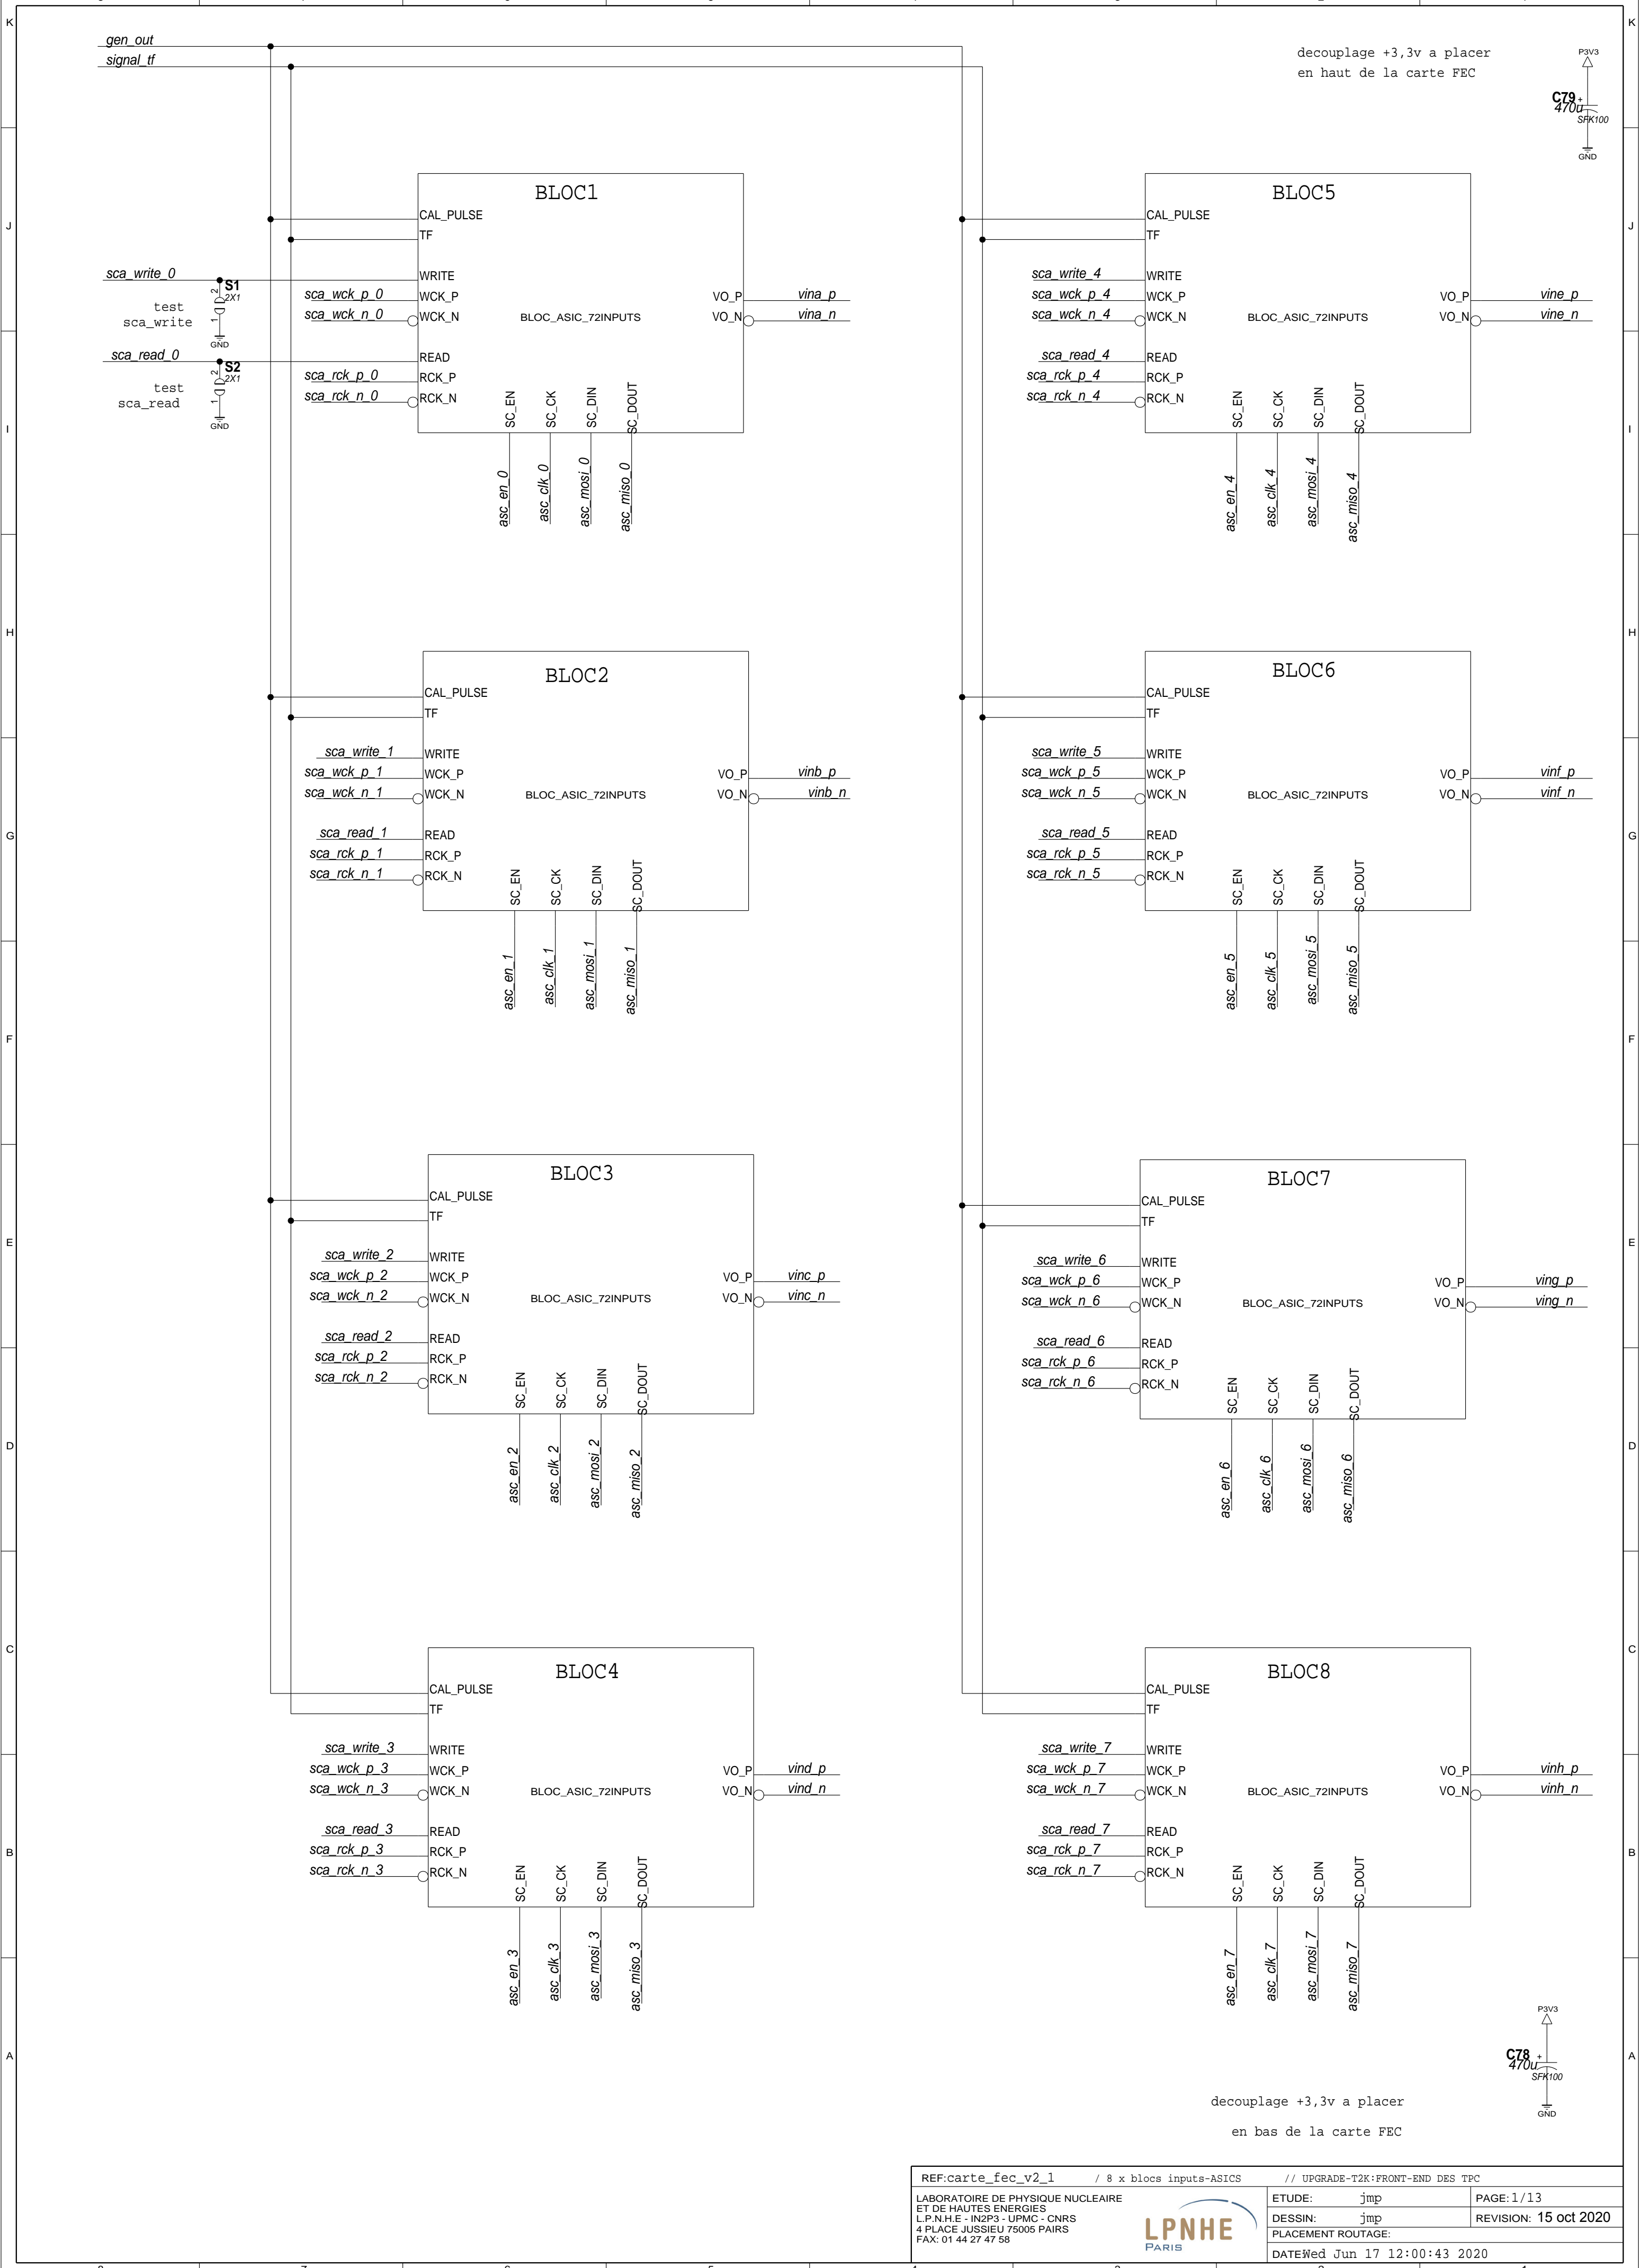 gen_out
signal_tf
decouplage +3,3v a placer
en haut de la carte FEC
P3V3
C79
+
470u
SFK100
GND
BLOC1
CAL_PULSE
TF
sca_write_0
WRITE
S1
2X1
2
1
test
sca_write
GND
sca_wck_p_0
WCK_P
sca_wck_n_0
WCK_N
BLOC_ASIC_72INPUTS
VO_P
vina_p
VO_N
vina_n
sca_read_0
READ
S2
2X1
2
1
test
sca_read
GND
sca_rck_p_0
RCK_P
sca_rck_n_0
RCK_N
SC_EN
SC_CK
SC_DIN
SC_DOUT
asc_en_0
asc_clk_0
asc_mosi_0
asc_miso_0
BLOC5
CAL_PULSE
TF
sca_write_4
WRITE
sca_wck_p_4
WCK_P
sca_wck_n_4
WCK_N
BLOC_ASIC_72INPUTS
VO_P
vine_p
VO_N
vine_n
sca_read_4
READ
sca_rck_p_4
RCK_P
sca_rck_n_4
RCK_N
SC_EN
SC_CK
SC_DIN
SC_DOUT
asc_en_4
asc_clk_4
asc_mosi_4
asc_miso_4
BLOC2
CAL_PULSE
TF
sca_write_1
WRITE
sca_wck_p_1
WCK_P
sca_wck_n_1
WCK_N
BLOC_ASIC_72INPUTS
VO_P
vinb_p
VO_N
vinb_n
sca_read_1
READ
sca_rck_p_1
RCK_P
sca_rck_n_1
RCK_N
SC_EN
SC_CK
SC_DIN
SC_DOUT
asc_en_1
asc_clk_1
asc_mosi_1
asc_miso_1
BLOC6
CAL_PULSE
TF
sca_write_5
WRITE
sca_wck_p_5
WCK_P
sca_wck_n_5
WCK_N
BLOC_ASIC_72INPUTS
VO_P
vinf_p
VO_N
vinf_n
sca_read_5
READ
sca_rck_p_5
RCK_P
sca_rck_n_5
RCK_N
SC_EN
SC_CK
SC_DIN
SC_DOUT
asc_en_5
asc_clk_5
asc_mosi_5
asc_miso_5
BLOC3
CAL_PULSE
TF
sca_write_2
WRITE
sca_wck_p_2
WCK_P
sca_wck_n_2
WCK_N
BLOC_ASIC_72INPUTS
VO_P
vinc_p
VO_N
vinc_n
sca_read_2
READ
sca_rck_p_2
RCK_P
sca_rck_n_2
RCK_N
SC_EN
SC_CK
SC_DIN
SC_DOUT
asc_en_2
asc_clk_2
asc_mosi_2
asc_miso_2
BLOC7
CAL_PULSE
TF
sca_write_6
WRITE
sca_wck_p_6
WCK_P
sca_wck_n_6
WCK_N
BLOC_ASIC_72INPUTS
VO_P
ving_p
VO_N
ving_n
sca_read_6
READ
sca_rck_p_6
RCK_P
sca_rck_n_6
RCK_N
SC_EN
SC_CK
SC_DIN
SC_DOUT
asc_en_6
asc_clk_6
asc_mosi_6
asc_miso_6
BLOC4
CAL_PULSE
TF
sca_write_3
WRITE
sca_wck_p_3
WCK_P
sca_wck_n_3
WCK_N
BLOC_ASIC_72INPUTS
VO_P
vind_p
VO_N
vind_n
sca_read_3
READ
sca_rck_p_3
RCK_P
sca_rck_n_3
RCK_N
SC_EN
SC_CK
SC_DIN
SC_DOUT
asc_en_3
asc_clk_3
asc_mosi_3
asc_miso_3
BLOC8
CAL_PULSE
TF
sca_write_7
WRITE
sca_wck_p_7
WCK_P
sca_wck_n_7
WCK_N
BLOC_ASIC_72INPUTS
VO_P
vinh_p
VO_N
vinh_n
sca_read_7
READ
sca_rck_p_7
RCK_P
sca_rck_n_7
RCK_N
SC_EN
SC_CK
SC_DIN
SC_DOUT
asc_en_7
asc_clk_7
asc_mosi_7
asc_miso_7
P3V3
C78
+
470u
SFK100
GND
decouplage +3,3v a placer
en bas de la carte FEC
K K
J J
I I
H H
G G
F F
E E
D D
C C
B B
A A
REF:carte_fec_v2_1 / 8 x blocs inputs-ASICS // UPGRADE-T2K:FRONT-END DES TPC
LABORATOIRE DE PHYSIQUE NUCLEAIRE
ET DE HAUTES ENERGIES
L.P.N.H.E - IN2P3 - UPMC - CNRS
4 PLACE JUSSIEU 75005 PAIRS
FAX: 01 44 27 47 58
LPNHE
PARIS
ETUDE: jmp
PAGE:1/13
DESSIN: jmp
REVISION: 15 oct 2020
PLACEMENT ROUTAGE:
DATE:Wed Jun 17 12:00:43 2020